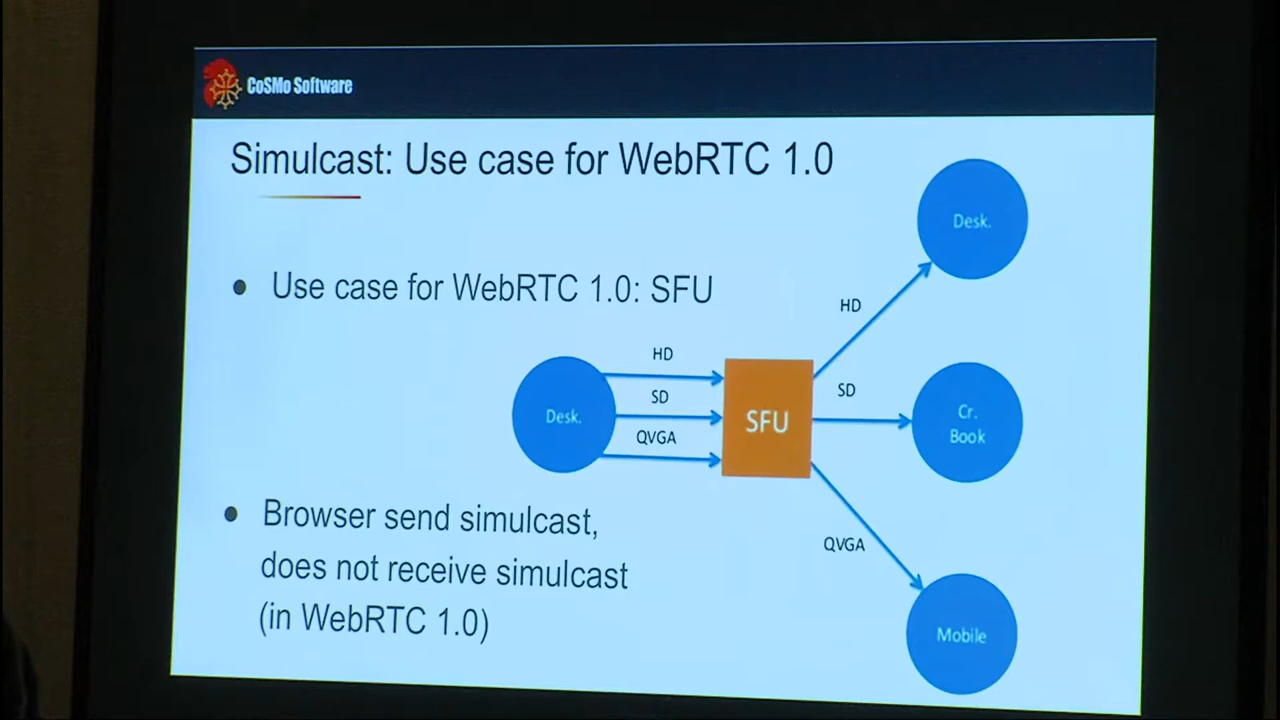 CoSMo Software
Simulcast: Use case for WebRTC 1.0
Use case for WebRTC 1.0: SFU
Browser send simulcast,
does not receive simulcast
(in WebRTC 1.0)
Desk.
HD
SD
QVGA
SFU
HD
SD
QVGA
Desk.
Cr.
Book
Mobile